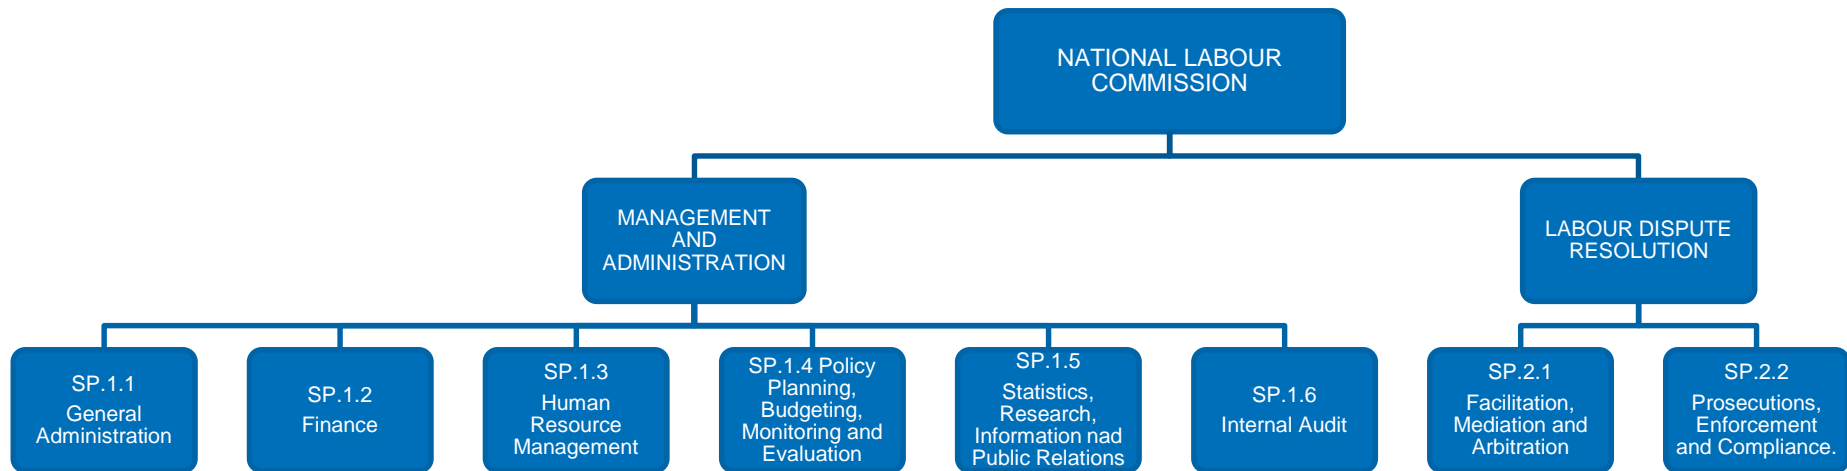 NATIONAL LABOUR
COMMISSION
MANAGEMENT
AND
ADMINISTRATION
LABOUR DISPUTE
RESOLUTION
SP.1.1
General
Administration
SP.1.2
Finance
SP.1.3
Human
Resource
Management
SP.1.4 Policy
Planning,
Budgeting,
Monitoring and
Evaluation
SP.1.5
Statistics,
Research,
Information nad
Public Relations
SP.1.6
Internal Audit
SP.2.1
Facilitation,
Mediation and
Arbitration
SP.2.2
Prosecutions,
Enforcement
and Compliance.